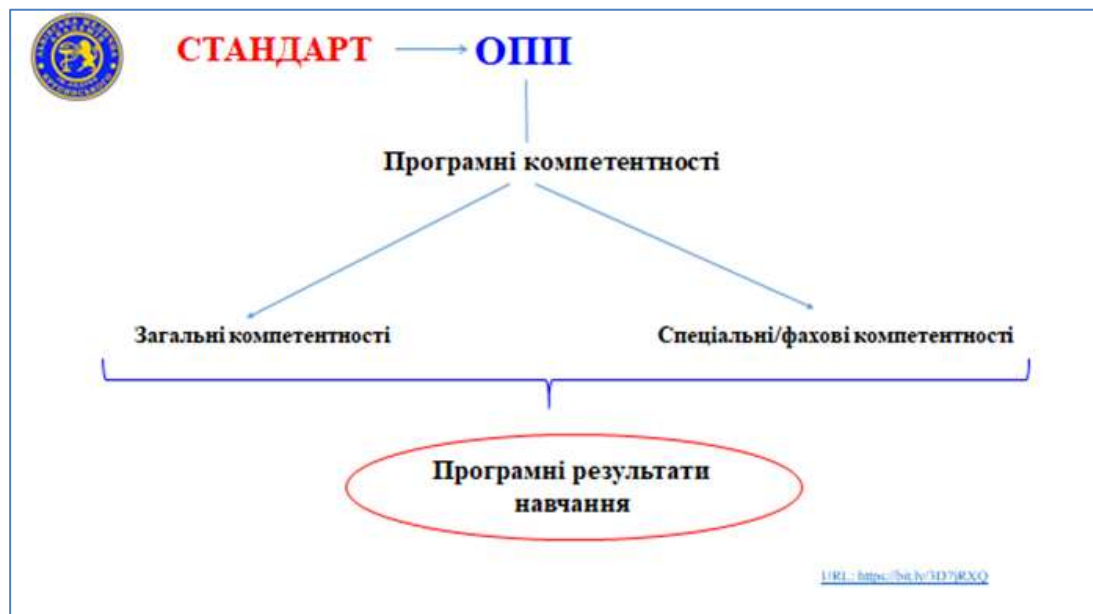 СТАНДАРТ ОПП
Програмні компетентності
Загальні компетентності Спеціальні/фахові компетентності
Програмні результати
навчання